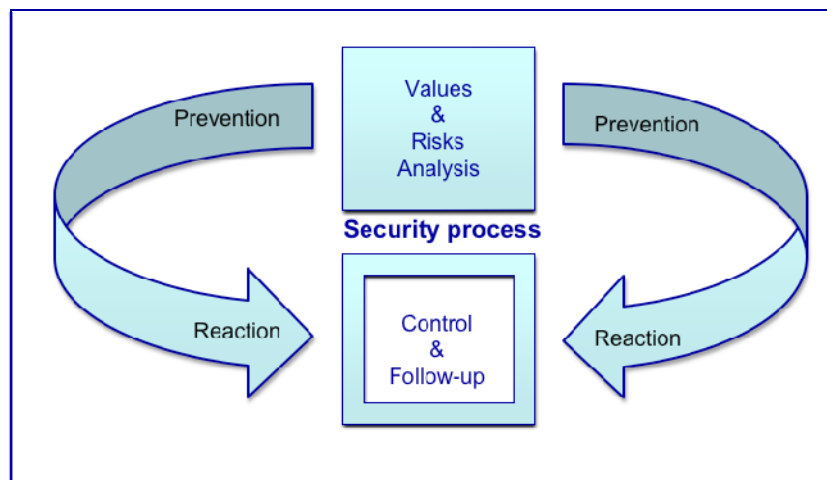 Values
&
Risks
Analysis
Prevention
Prevention
Security process
Control
&
Follow-up
Reaction
Reaction